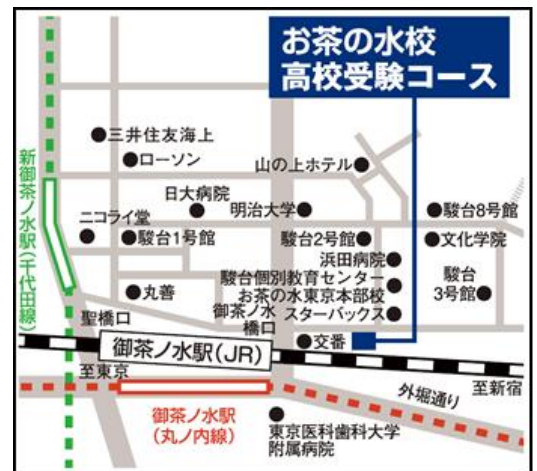 お茶の水校
高校受験コース
三井住友海上
ローソン
山の上ホテル
新御茶ノ水駅(千代田線)
日大病院
明治大学
駿台8号館
ニコライ堂
駿台1号館
駿台2号館
文化学院
浜田病院
駿台個別教育センター
お茶の水東京本部校
駿台
3号館
丸善
御茶ノ水
橋口
スターバックス
聖橋口
交番
御茶ノ水駅(JR)
至東京
至新宿
外堀通り
御茶ノ水駅
(丸ノ内線)
東京医科歯科大学
附属病院